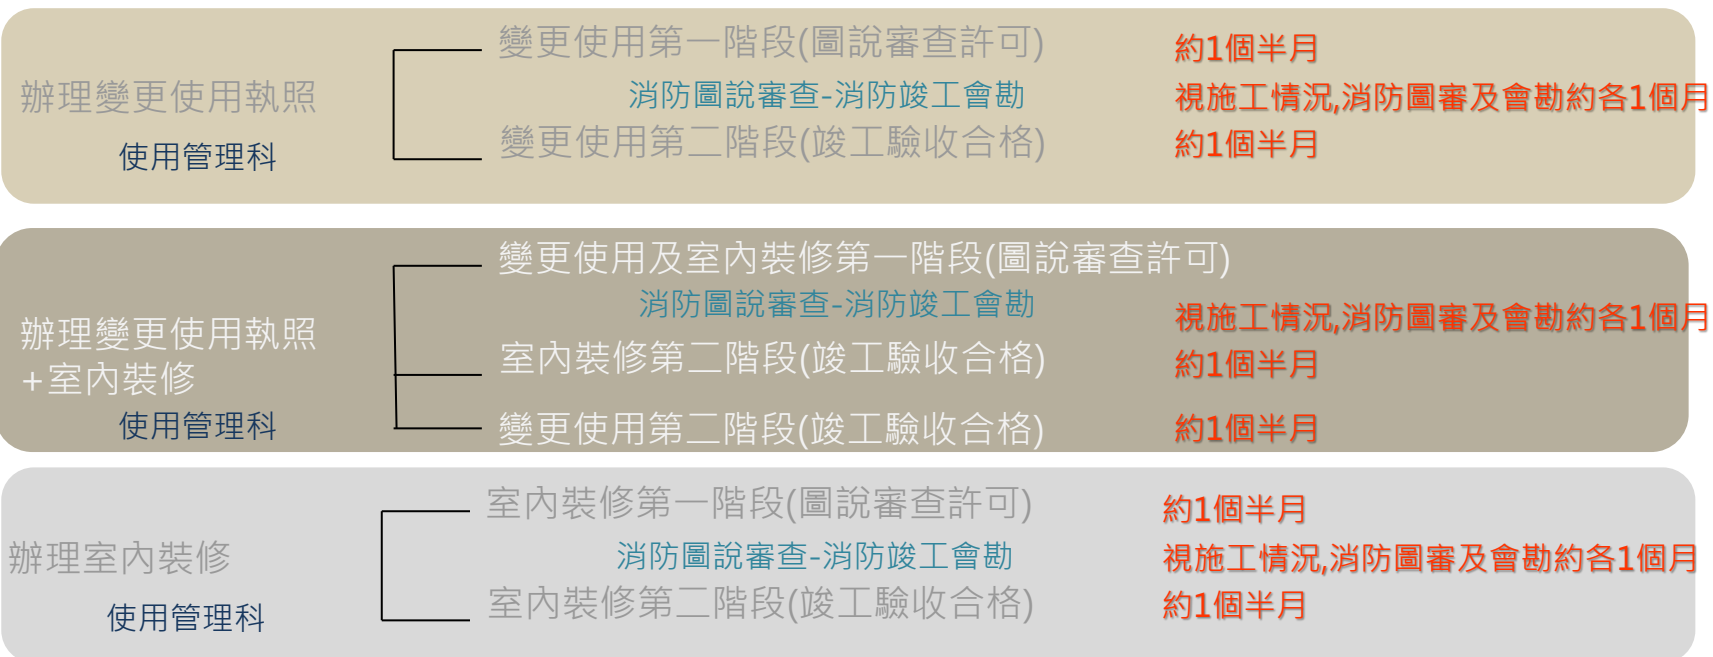 變更使用第一階段(圖說審查許可) 約1個半月
辦理變更使用執照 消防圖說審查-消防竣工會勘 視施工情況,消防圖審及會勘約各1個月
變更使用第二階段(竣工驗收合格) 約1個半月
使用管理科
變更使用及室內裝修第一階段(圖說審查許可)
消防圖說審查-消防竣工會勘 視施工情況,消防圖審及會勘約各1個月
辦理變更使用執照
+室內裝修
室內裝修第二階段(竣工驗收合格) 約1個半月
使用管理科
變更使用第二階段(竣工驗收合格) 約1個半月
室內裝修第一階段(圖說審查許可) 約1個半月
辦理室內裝修 消防圖說審查-消防竣工會勘 視施工情況,消防圖審及會勘約各1個月
室內裝修第二階段(竣工驗收合格) 約1個半月
使用管理科